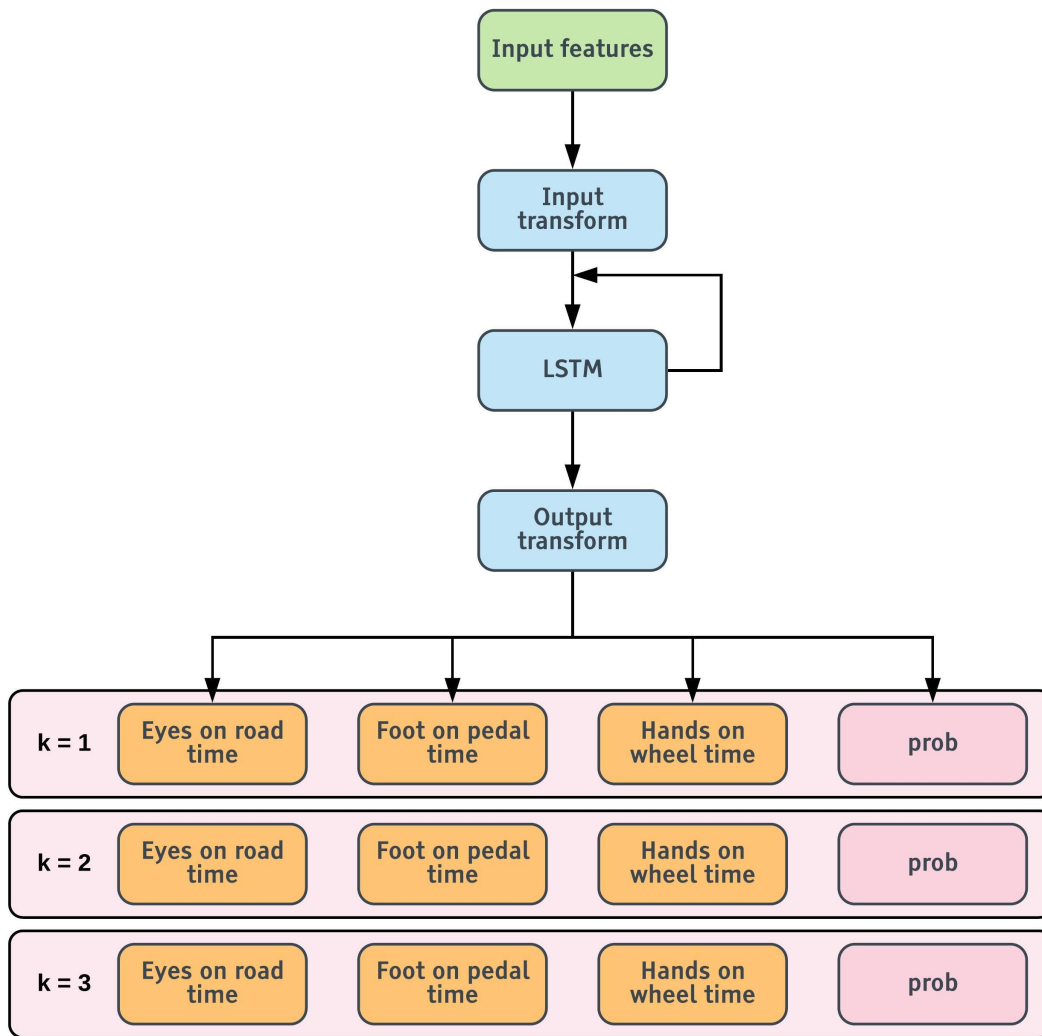 Input features
Input
transform
LSTM
Output
transform
k = 1
Eyes on road
time
Foot on pedal
time
Hands on
wheel time
prob
k = 2
Eyes on road
time
Foot on pedal
time
Hands on
wheel time
prob
k = 3
Eyes on road
time
Foot on pedal
time
Hands on
wheel time
prob